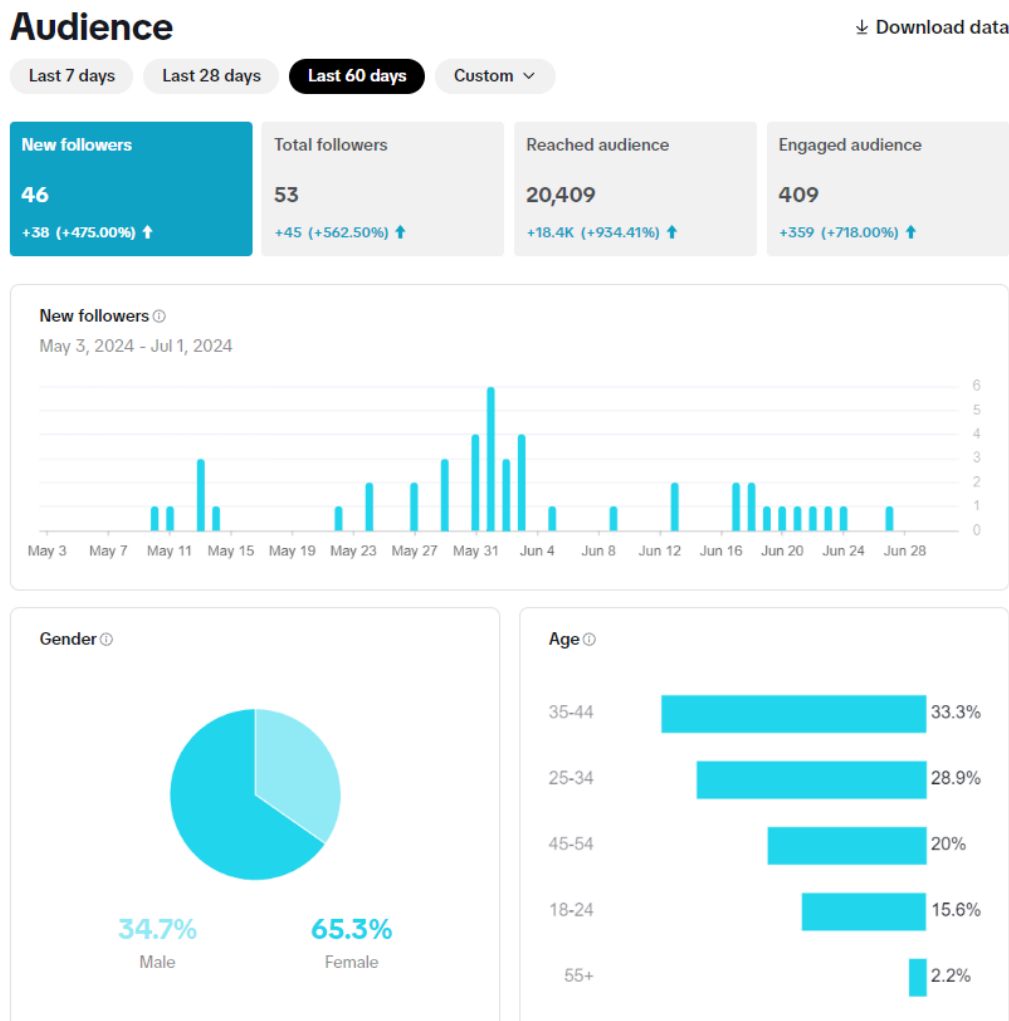 Audience
Download data
Last 7 days Last 28 days Last 60 days Custom
New followers Total followers Reached audience Engaged audience
46 53 20,409 409
+38 (+475.00%) +45 (+562.50%) +18.4K (+934.41%) +359 (+718.00%)
New followers
May 3, 2024 - Jul 1, 2024
6
5
4
3
2
1
0
May 3 May 7 May 11 May 15 May 19 May 23 May 27 May 31 Jun 4 Jun 8 Jun 12 Jun 16 Jun 20 Jun 24 Jun 28
Gender
34.7% 65.3%
Male Female
Age
35-44 33.3%
25-34 28.9%
45-54 20%
18-24 15.6%
55+ 2.2%